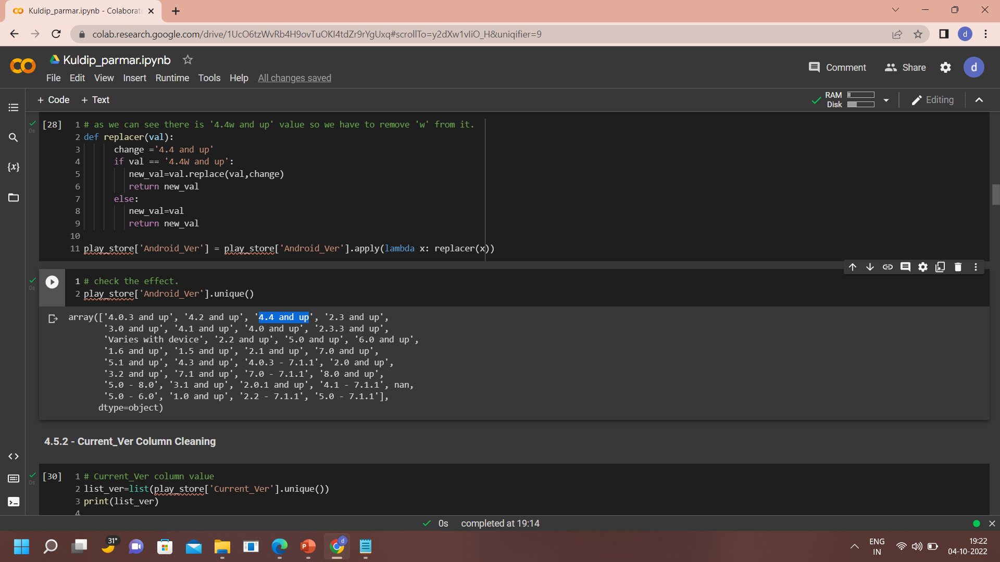 Kuldip_parmar.ipynb - Colaborat
colab.research.google.com/drive/1UcO6tzWvRb4H9ovTuOKI4tdZr9rYgUxq#scrollTo=y2dXw1vIiO_H&uniqifier=9
d
Kuldip_parmar.ipynb
File Edit View Insert Runtime Tools Help All changes saved
Comment Share d
+ Code + Text
RAM
Disk
Editing
[28]
0s
1 # as we can see there is '4.4w and up' value so we have to remove 'w' from it.
2 def replacer(val):
3 change ='4.4 and up'
4 if val == '4.4W and up':
5 new_val=val.replace(val,change)
6 return new_val
7 else:
8 new_val=val
9 return new_val
10
11 play_store['Android_Ver'] = play_store['Android_Ver'].apply(lambda x: replacer(x))
0s
1 # check the effect.
2 play_store['Android_Ver'].unique()
array(['4.0.3 and up', '4.2 and up', '4.4 and up', '2.3 and up',
'3.0 and up', '4.1 and up', '4.0 and up', '2.3.3 and up',
'Varies with device', '2.2 and up', '5.0 and up', '6.0 and up',
'1.6 and up', '1.5 and up', '2.1 and up', '7.0 and up',
'5.1 and up', '4.3 and up', '4.0.3 - 7.1.1', '2.0 and up',
'3.2 and up', '7.1 and up', '7.0 - 7.1.1', '8.0 and up',
'5.0 - 8.0', '3.1 and up', '2.0.1 and up', '4.1 - 7.1.1', nan,
'5.0 - 6.0', '1.0 and up', '2.2 - 7.1.1', '5.0 - 7.1.1'],
dtype=object)
4.5.2 - Current_Ver Column Cleaning
[30]
0s
1 # Current_Ver column value
2 list_ver=list(play_store['Current_Ver'].unique())
3 print(list_ver)
4
0s completed at 19:14
31°
P
d
ENG
IN
19:22
04-10-2022